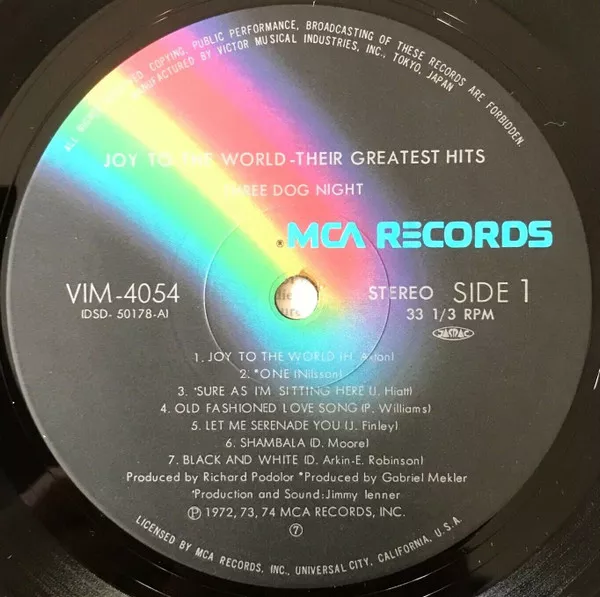 ALL RIGHTS RESERVED. COPYING, PUBLIC PERFORMANCE, BROADCASTING OF THESE RECORDS ARE FORBIDDEN.
MANUFACTURED BY VICTOR MUSICAL INDUSTRIES, INC., TOKYO, JAPAN
JOY TO THE WORLD-THEIR GREATEST HITS
THREE DOG NIGHT
® MCA RECORDS
VIM-4054
(DSD-50178-A)
STEREO SIDE 1
33 1/3 RPM
JASRAC
1. JOY TO THE WORLD (H. Axton)
2. *ONE (Nilsson)
3. 'SURE AS I'M SITTING HERE (J. Hiatt)
4. OLD FASHIONED LOVE SONG (P. Williams)
5. LET ME SERENADE YOU (J. Finley)
6. SHAMBALA (D. Moore)
7. BLACK AND WHITE (D. Arkin-E. Robinson)
Produced by Richard Podolor *Produced by Gabriel Mekler
'Production and Sound: Jimmy Ienner
℗ 1972, 73, 74 MCA RECORDS, INC.
⑦
LICENSED BY MCA RECORDS, INC., UNIVERSAL CITY, CALIFORNIA, U.S.A.